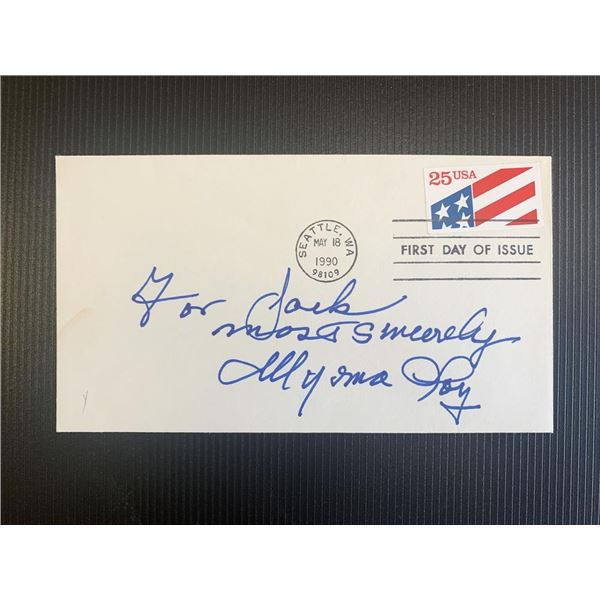 25 USA
SEATTLE, WA
MAY 18
1990
98109
FIRST DAY OF ISSUE
For Jack
most sincerely
Myrna Loy
Y